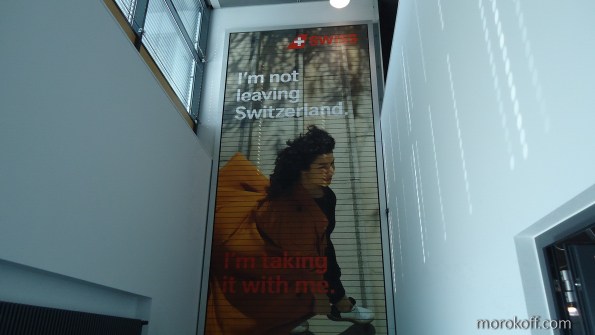 SWISS
I'm not
leaving
Switzerland.
I'm taking
it with me.
morokoff.com